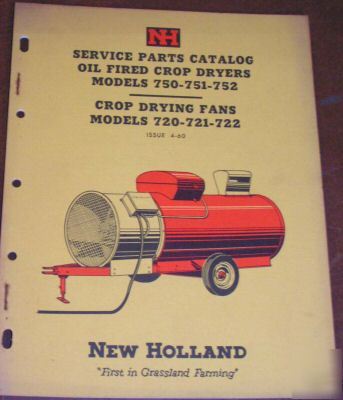 NH
SERVICE PARTS CATALOG
OIL FIRED CROP DRYERS
MODELS 750-751-752
CROP DRYING FANS
MODELS 720-721-722
ISSUE 4-60
NEW HOLLAND
"First in Grassland Farming"